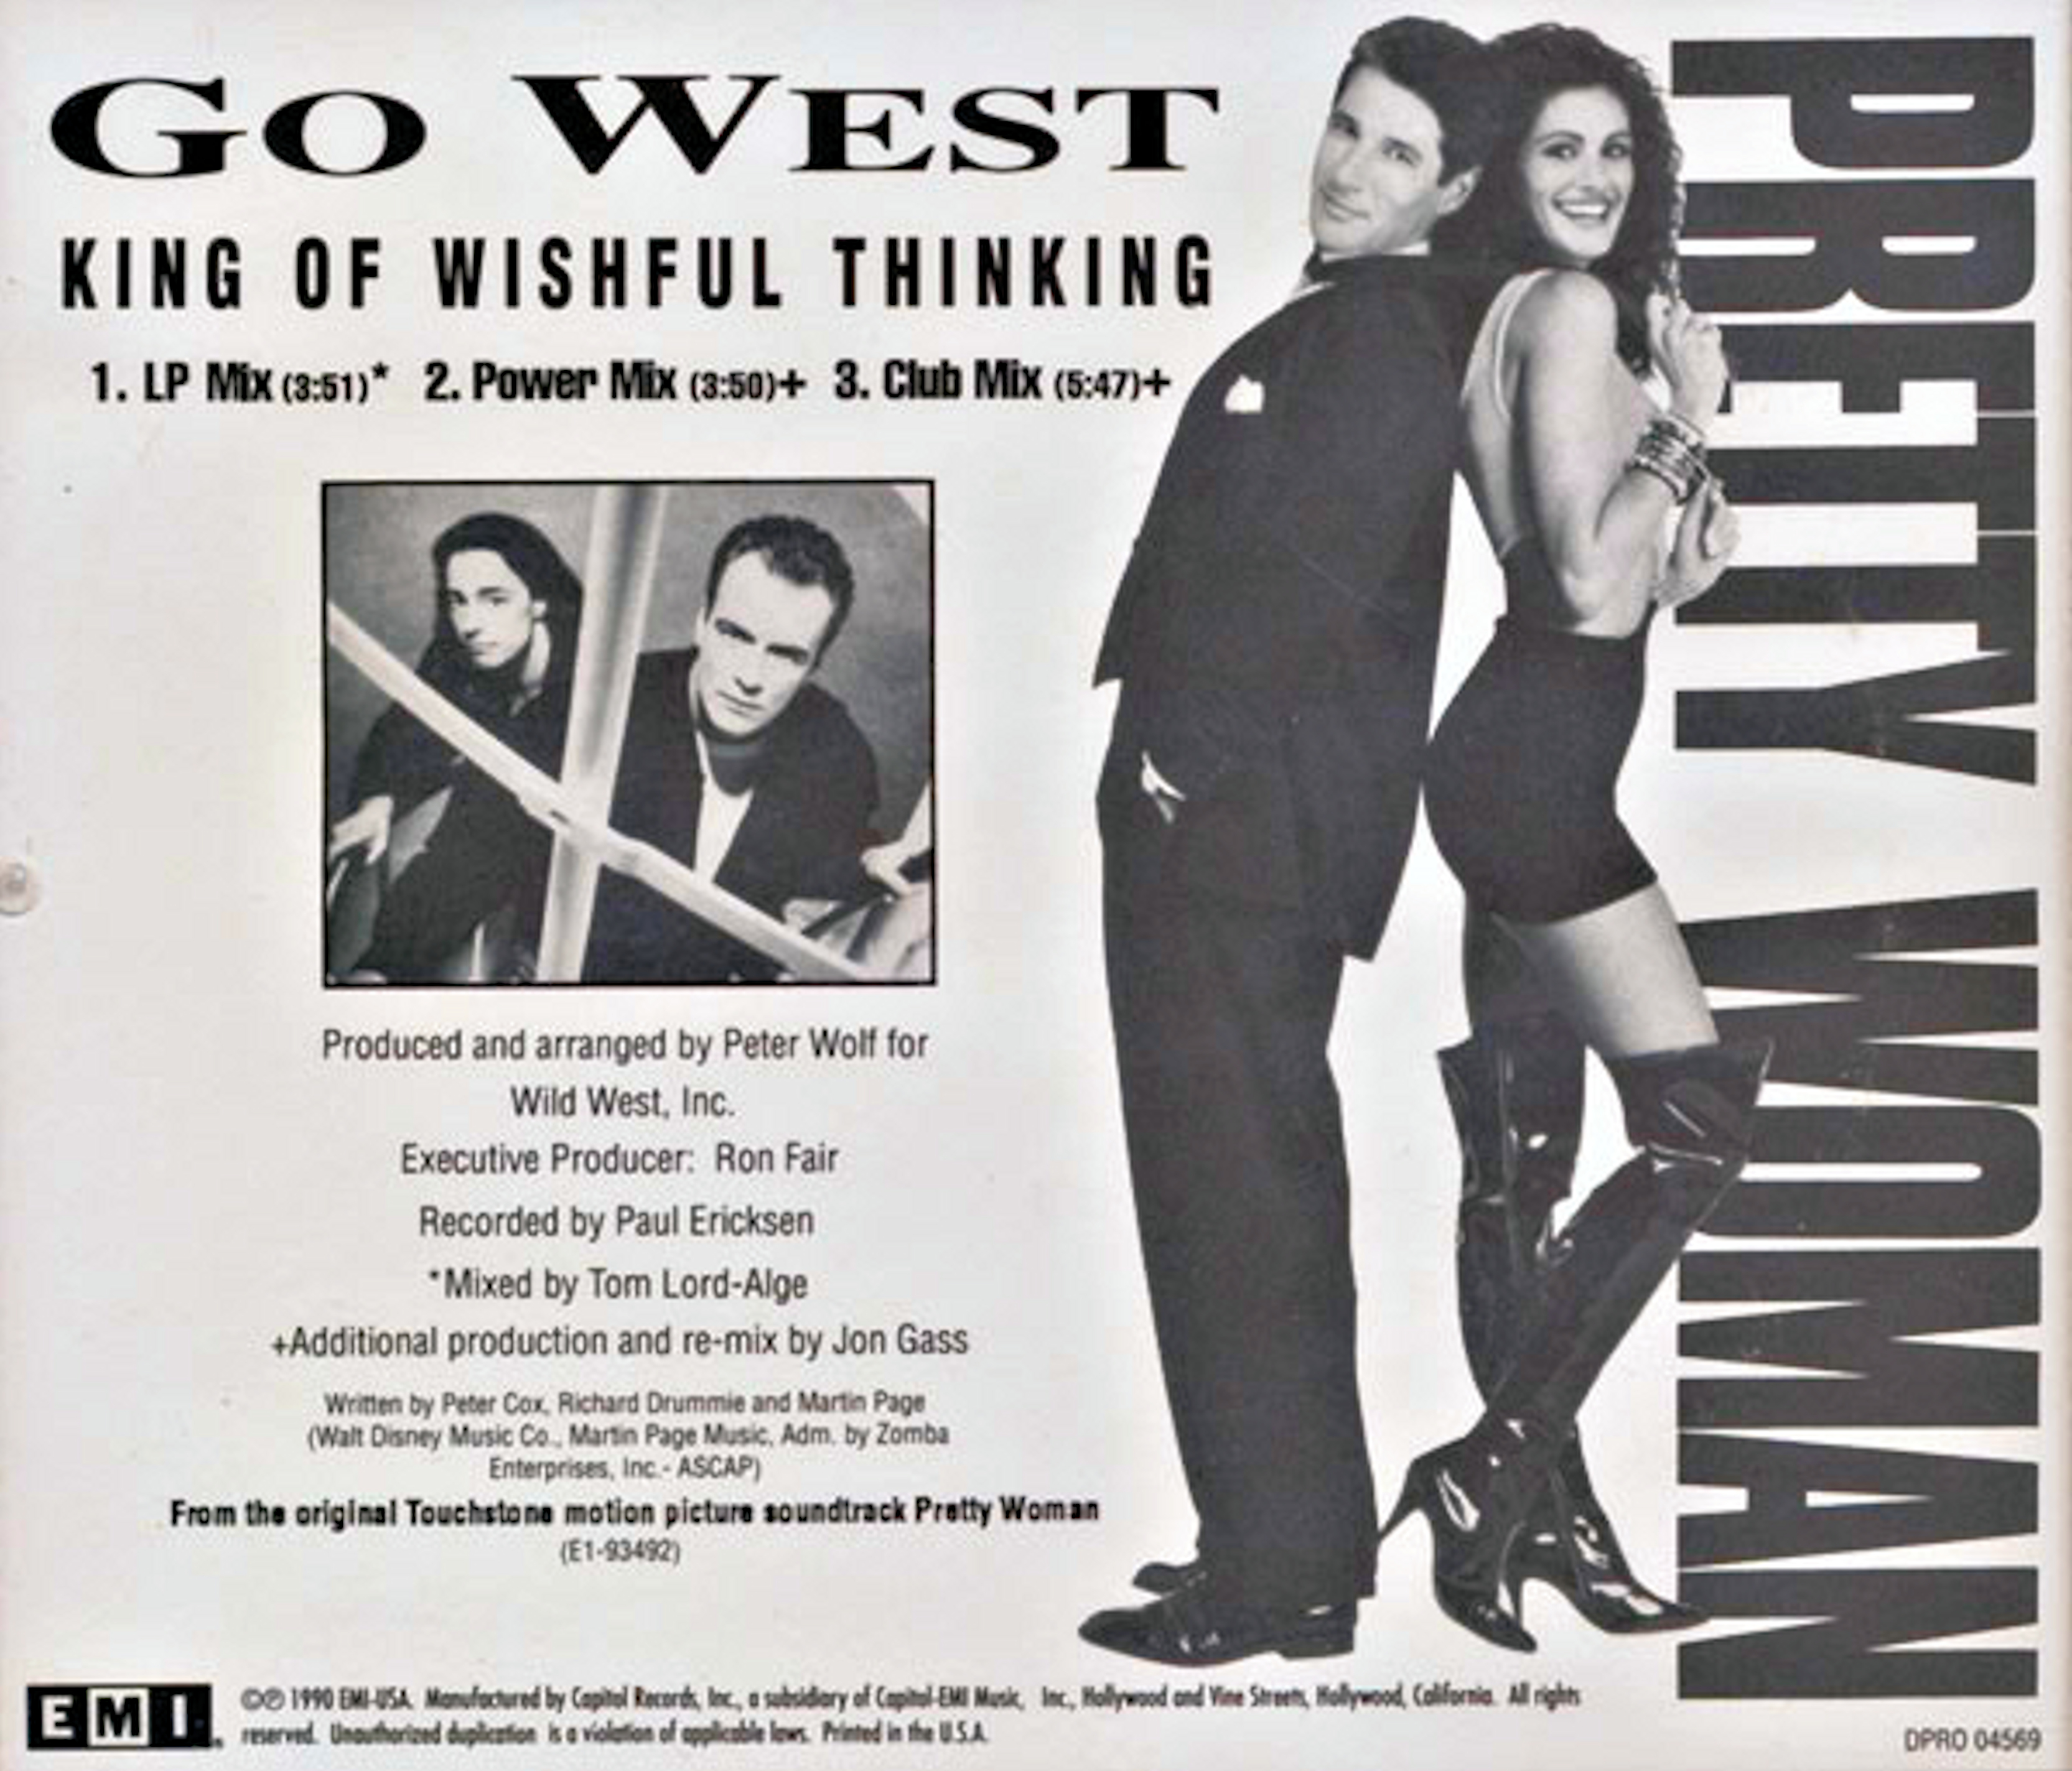 GO WEST
KING OF WISHFUL THINKING
1. LP Mix (3:51)* 2. Power Mix (3:50)+ 3. Club Mix (5:47)+
Produced and arranged by Peter Wolf for
Wild West, Inc.
Executive Producer: Ron Fair
Recorded by Paul Ericksen
*Mixed by Tom Lord-Alge
+Additional production and re-mix by Jon Gass
Written by Peter Cox, Richard Drummie and Martin Page
(Walt Disney Music Co., Martin Page Music, Adm. by Zomba
Enterprises, Inc.- ASCAP)
From the original Touchstone motion picture soundtrack Pretty Woman
(E1-93492)
PRETTY WOMAN
EMI
©℗ 1990 EMI-USA. Manufactured by Capitol Records, Inc., a subsidiary of Capitol-EMI Music, Inc., Hollywood and Vine Streets, Hollywood, California. All rights
reserved. Unauthorized duplication is a violation of applicable laws. Printed in the U.S.A.
DPRO 04569